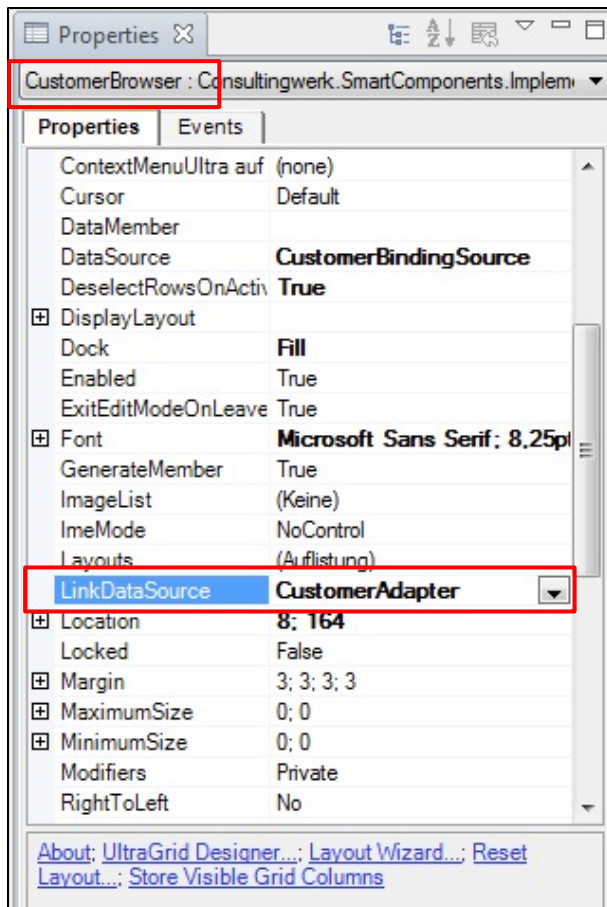 Properties
CustomerBrowser : Consultingwerk.SmartComponents.Implem
Properties Events
ContextMenuUltra auf (none)
Cursor Default
DataMember
DataSource CustomerBindingSource
DeselectRowsOnActiv True
DisplayLayout
Dock Fill
Enabled True
ExitEditModeOnLeave True
Font Microsoft Sans Serif; 8,25pt
GenerateMember True
ImageList (Keine)
ImeMode NoControl
Layouts (Auflistung)
LinkDataSource CustomerAdapter
Location 8; 164
Locked False
Margin 3; 3; 3; 3
MaximumSize 0; 0
MinimumSize 0; 0
Modifiers Private
RightToLeft No
About; UltraGrid Designer...; Layout Wizard...; Reset
Layout...; Store Visible Grid Columns